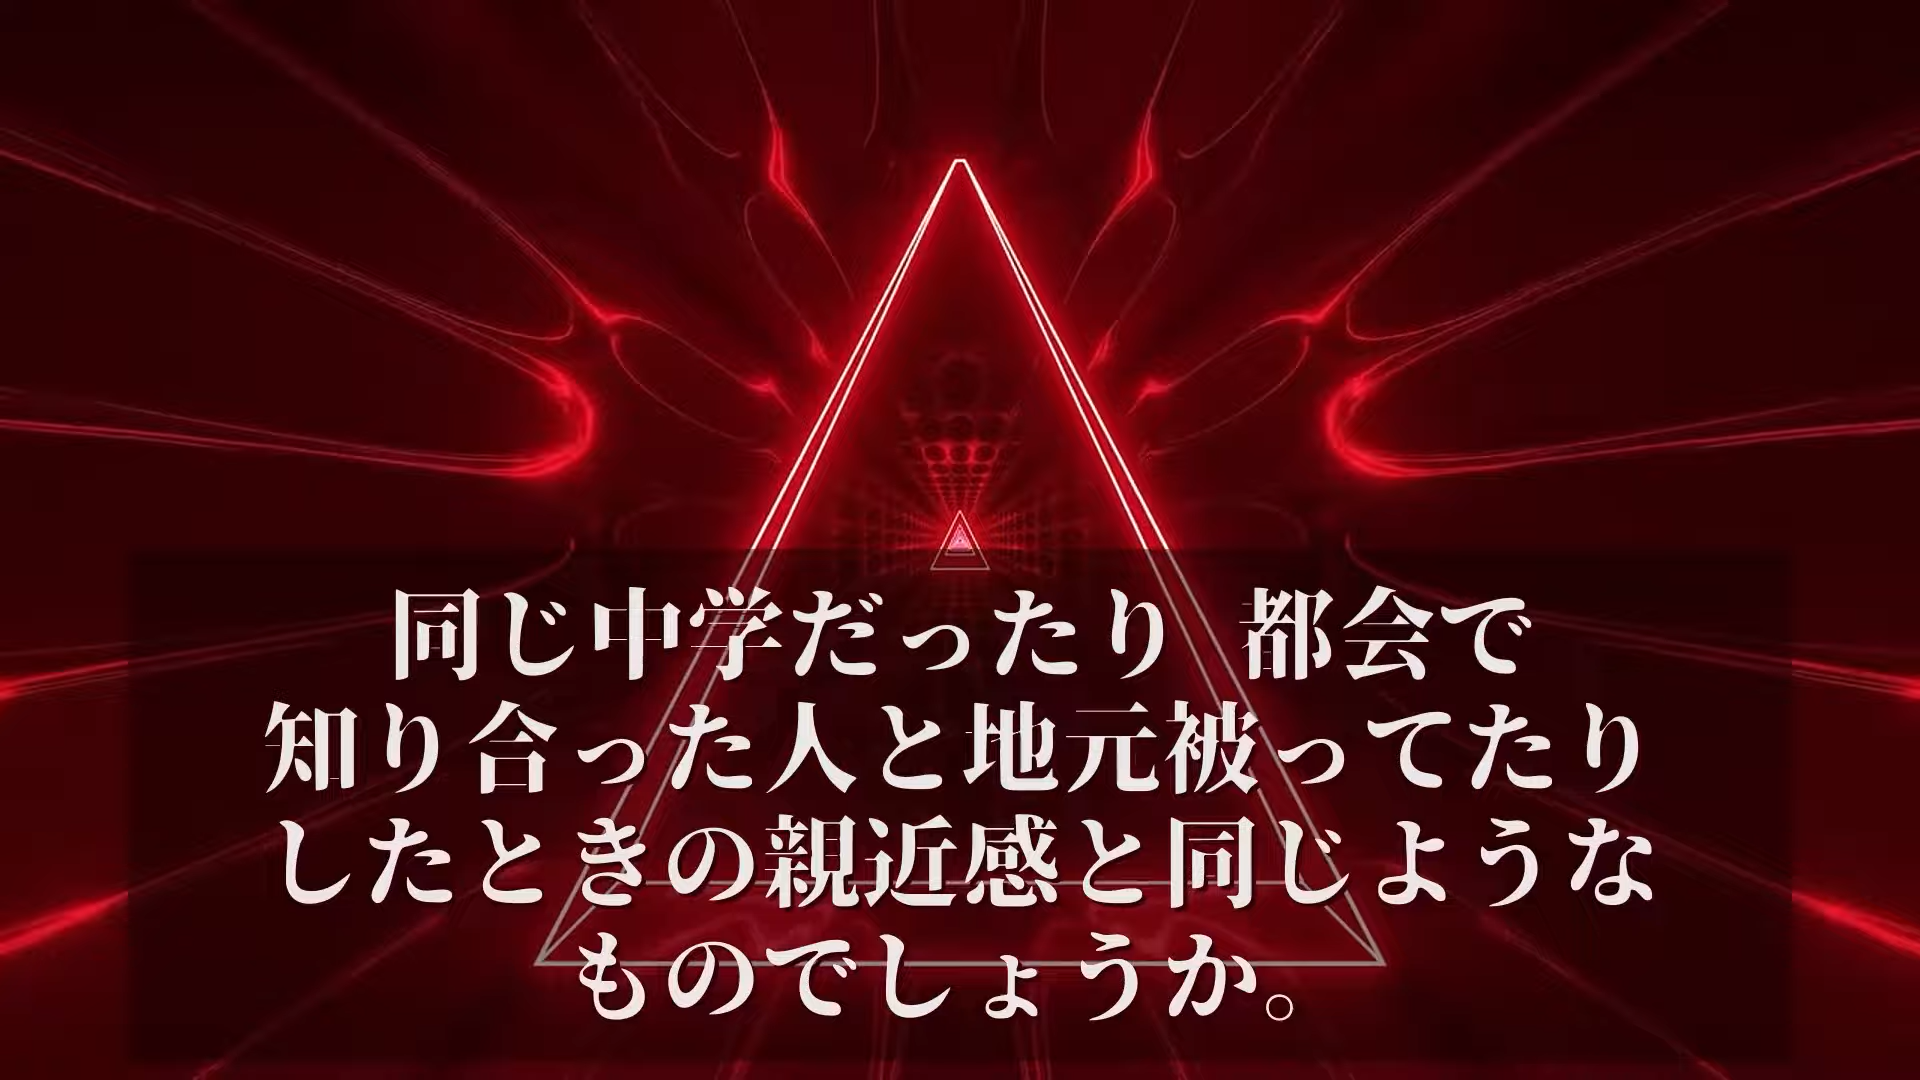 同じ中学だったり 都会で
知り合った人と地元被ってたり
したときの親近感と同じような
ものでしょうか。